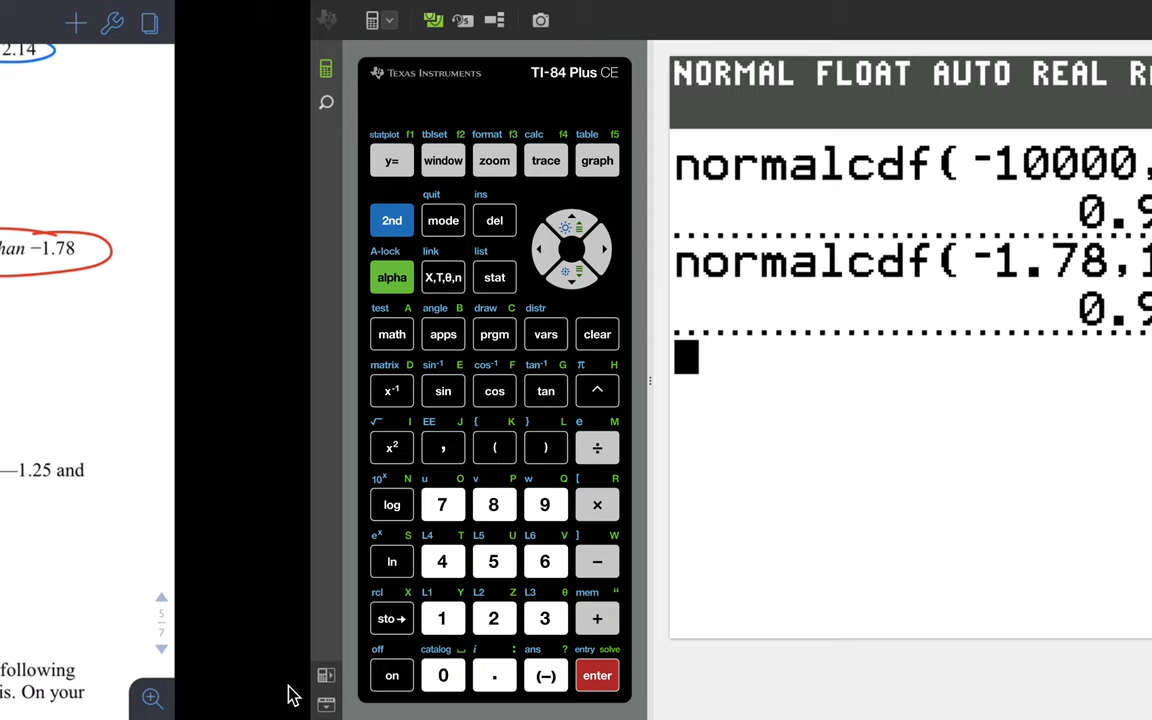 2.14
han −1.78
—1.25 and
5
7
following
is. On your
TEXAS INSTRUMENTS
TI-84 Plus CE
statplot f1 tblset f2 format f3 calc f4 table f5
y= window zoom trace graph
quit ins
2nd mode del
A-lock link list
alpha X,T,θ,n stat
test A angle B draw C distr
math apps prgm vars clear
matrix D sin⁻¹ E cos⁻¹ F tan⁻¹ G π H
x⁻¹ sin cos tan ^
√ I EE J { K } L e M
x² , ( ) ÷
10ˣ N u O v P w Q [ R
log 7 8 9 ×
eˣ S L4 T L5 U L6 V ] W
ln 4 5 6 −
rcl X L1 Y L2 Z L3 θ mem “
sto→ 1 2 3 +
off catalog ⎵ i : ans ? entry solve
on 0 . (−) enter
NORMAL FLOAT AUTO REAL R
normalcdf(-10000,
0.9
normalcdf(-1.78,1
0.9